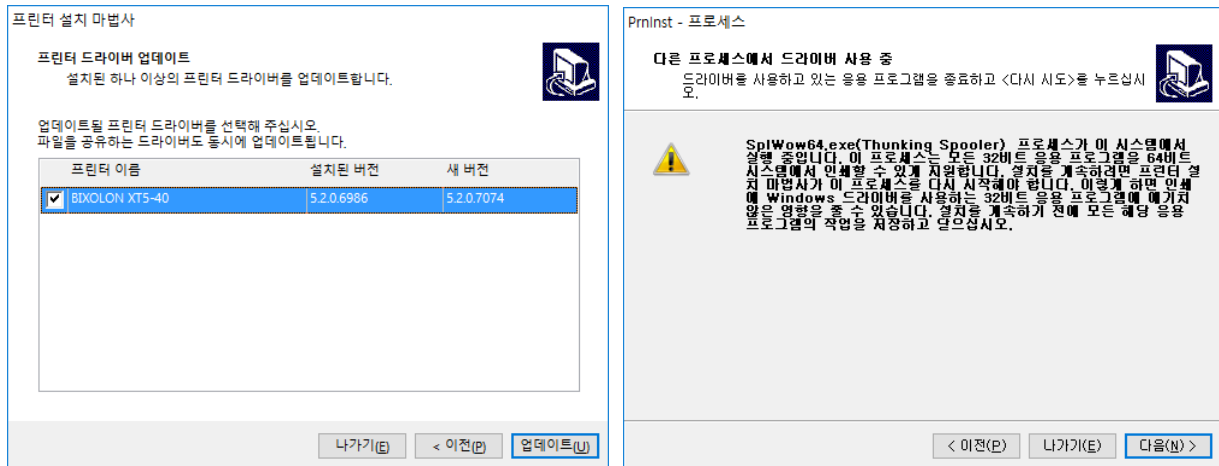 프린터 설치 마법사
프린터 드라이버 업데이트
설치된 하나 이상의 프린터 드라이버를 업데이트합니다.
업데이트될 프린터 드라이버를 선택해 주십시오.
파일을 공유하는 드라이버도 동시에 업데이트됩니다.
프린터 이름 설치된 버전 새 버전
BIXOLON XT5-40 5.2.0.6986 5.2.0.7074
나가기(E) < 이전(P) 업데이트(U)
PrnInst - 프로세스
다른 프로세스에서 드라이버 사용 중
드라이버를 사용하고 있는 응용 프로그램을 종료하고 <다시 시도>를 누르십시
오.
SplWow64.exe(Thunking Spooler) 프로세스가 이 시스템에서
실행 중입니다. 이 프로세스는 모든 32비트 응용 프로그램을 64비트
시스템에서 인쇄할 수 있게 지원합니다. 설치를 계속하려면 프린터 설
치 마법사가 이 프로세스를 다시 시작해야 합니다. 이렇게 하면 인쇄
에 Windows 드라이버를 사용하는 32비트 응용 프로그램에 예기치
않은 영향을 줄 수 있습니다. 설치를 계속하기 전에 모든 해당 응용
프로그램의 작업을 저장하고 닫으십시오.
< 이전(P) 나가기(E) 다음(N) >